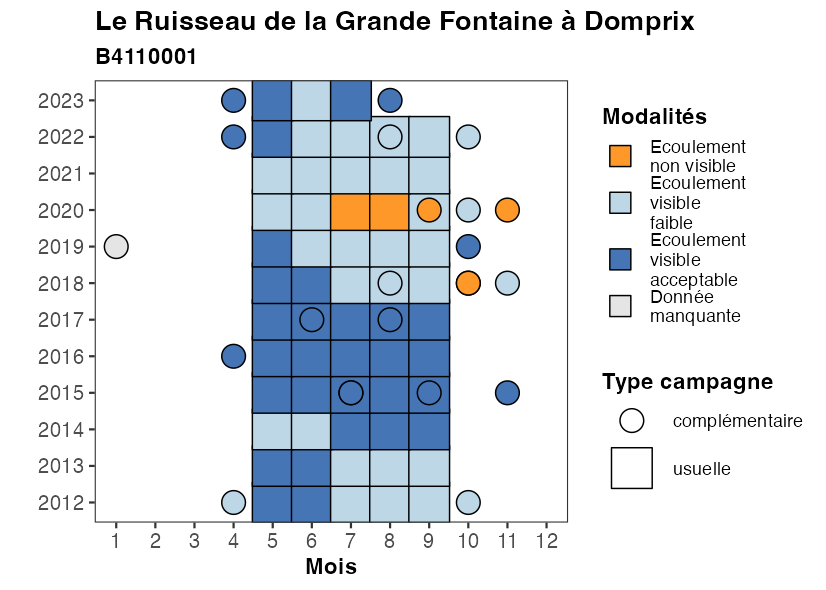 Le Ruisseau de la Grande Fontaine à Domprix
B4110001
2023
2022
2021
2020
2019
2018
2017
2016
2015
2014
2013
2012
1 2 3 4 5 6 7 8 9 10 11 12
Mois
Modalités
Ecoulement
non visible
Ecoulement
visible
faible
Ecoulement
visible
acceptable
Donnée
manquante
Type campagne
complémentaire
usuelle